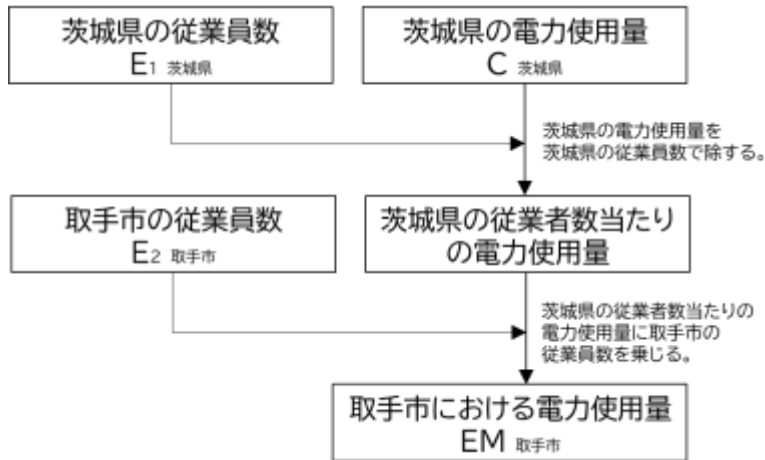 茨城県の従業員数
E1 茨城県
茨城県の電力使用量
C 茨城県
茨城県の電力使用量を
茨城県の従業員数で除する。
取手市の従業員数
E2 取手市
茨城県の従業者数当たり
の電力使用量
茨城県の従業者数当たりの
電力使用量に取手市の
従業員数を乗じる。
取手市における電力使用量
EM 取手市